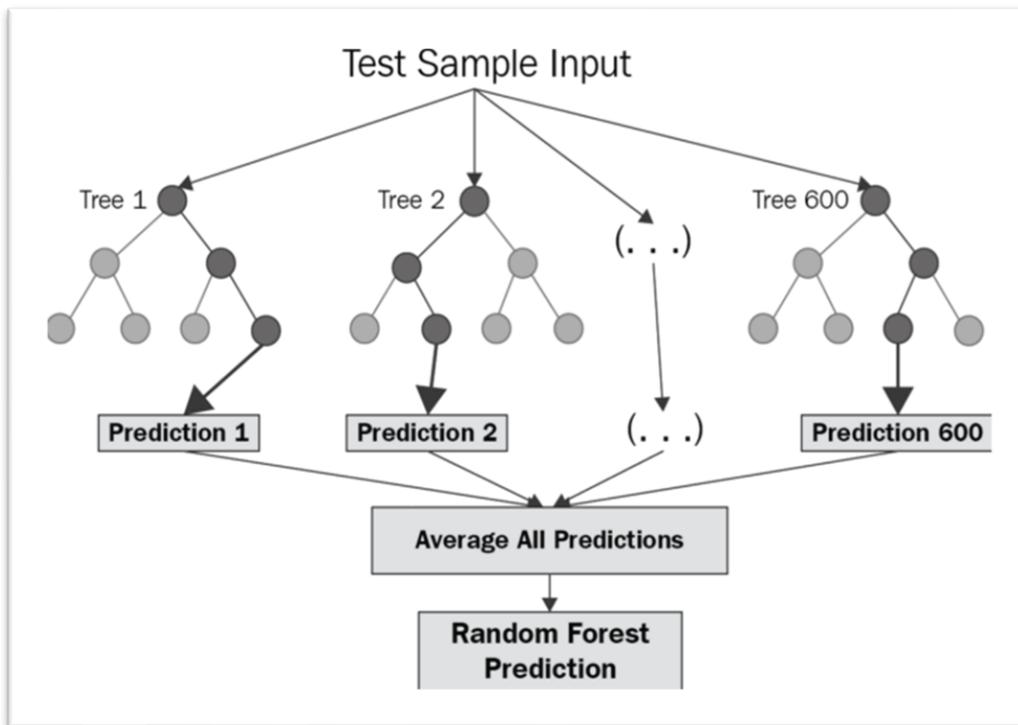 Test Sample Input
Tree 1
Tree 2
Tree 600
(. . .)
Prediction 1
Prediction 2
(. . .)
Prediction 600
Average All Predictions
Random Forest
Prediction